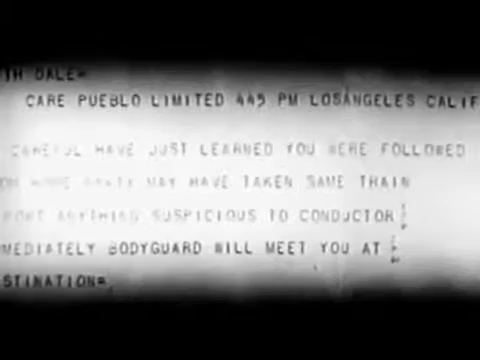 TH DALE=
CARE PUEBLO LIMITED 445 PM LOSANGELES CALIF
CAREFUL HAVE JUST LEARNED YOU WERE FOLLOWED
MAY HAVE TAKEN SAME TRAIN
ANYTHING SUSPICIOUS TO CONDUCTOR
MEDIATELY BODYGUARD WILL MEET YOU AT
STINATION=